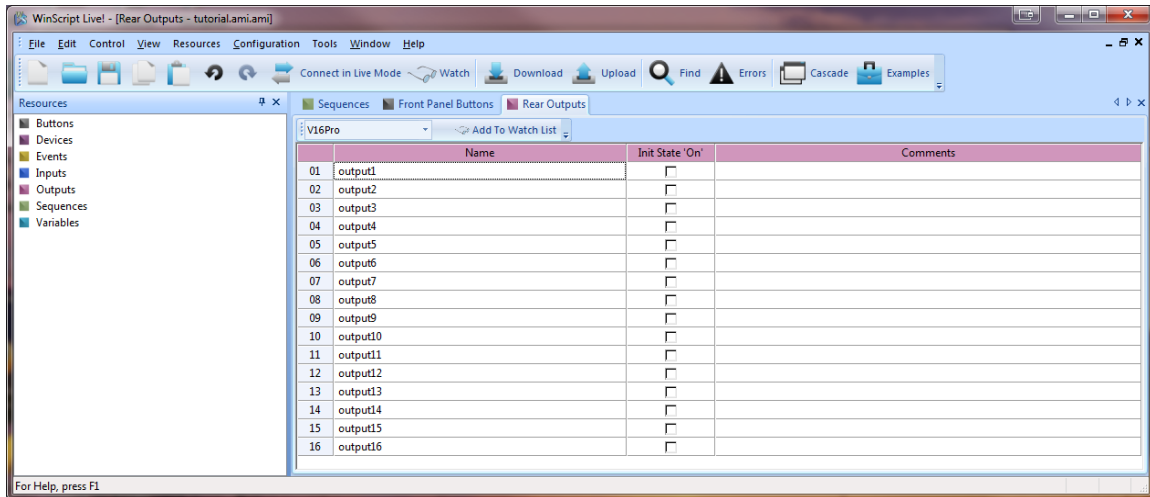 WinScript Live! - [Rear Outputs - tutorial.ami.ami]
File Edit Control View Resources Configuration Tools Window Help
Connect in Live Mode Watch Download Upload Find Errors Cascade Examples
Resources
Buttons
Devices
Events
Inputs
Outputs
Sequences
Variables
Sequences Front Panel Buttons Rear Outputs
V16Pro Add To Watch List
Name Init State 'On' Comments
01 output1
02 output2
03 output3
04 output4
05 output5
06 output6
07 output7
08 output8
09 output9
10 output10
11 output11
12 output12
13 output13
14 output14
15 output15
16 output16
For Help, press F1